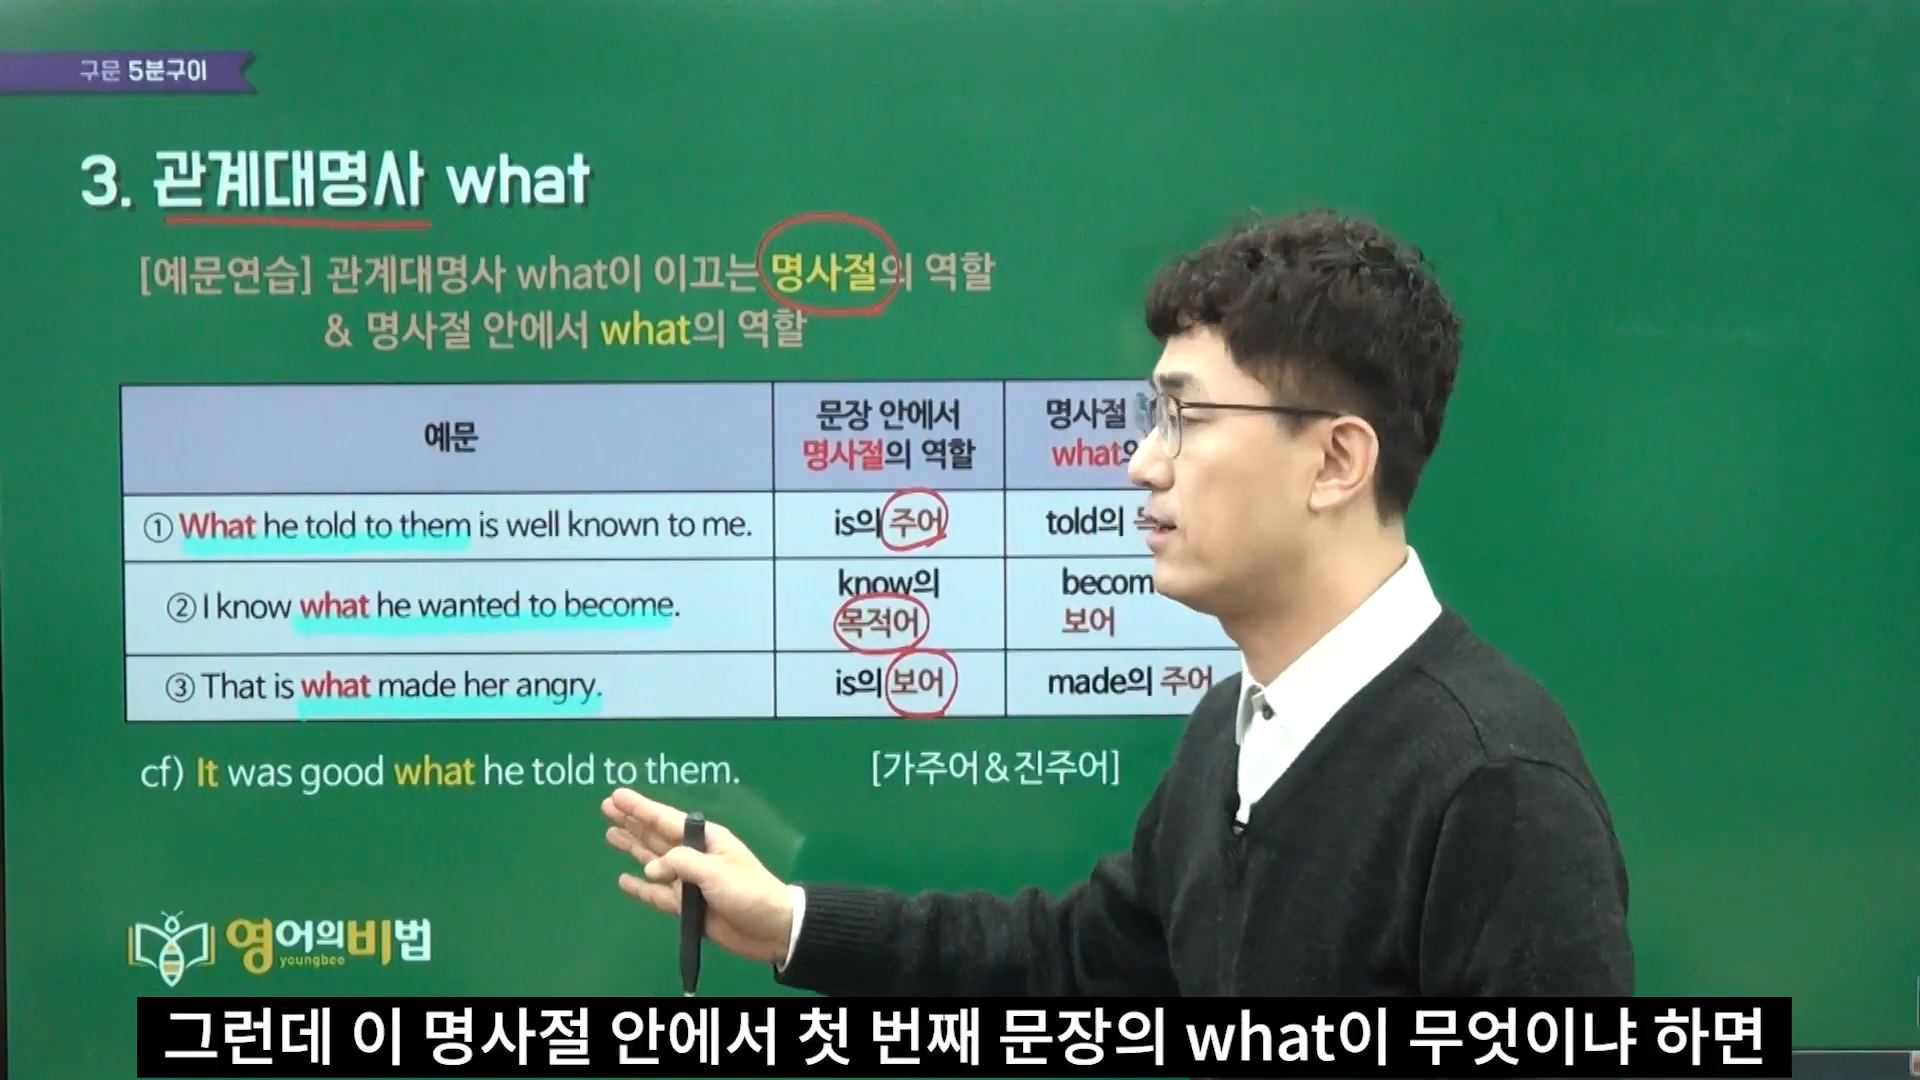 구문 5분구이
3. 관계대명사 what
[예문연습] 관계대명사 what이 이끄는 명사절의 역할
& 명사절 안에서 what의 역할
예문
문장 안에서
명사절의 역할
명사절
what의
① What he told to them is well known to me.
is의 주어
told의
② I know what he wanted to become.
know의
목적어
becom
보어
③ That is what made her angry.
is의 보어
made의 주어
cf) It was good what he told to them.
[가주어&진주어]
영어의비법
youngbee
그런데 이 명사절 안에서 첫 번째 문장의 what이 무엇이냐 하면